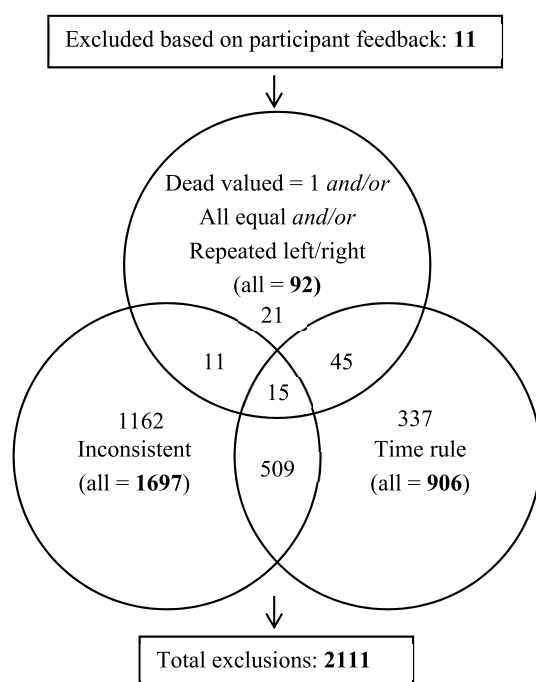 Excluded based on participant feedback: 11
Dead valued = 1 and/or
All equal and/or
Repeated left/right
(all = 92)
21
11
45
15
1162
Inconsistent
(all = 1697)
337
Time rule
(all = 906)
509
Total exclusions: 2111